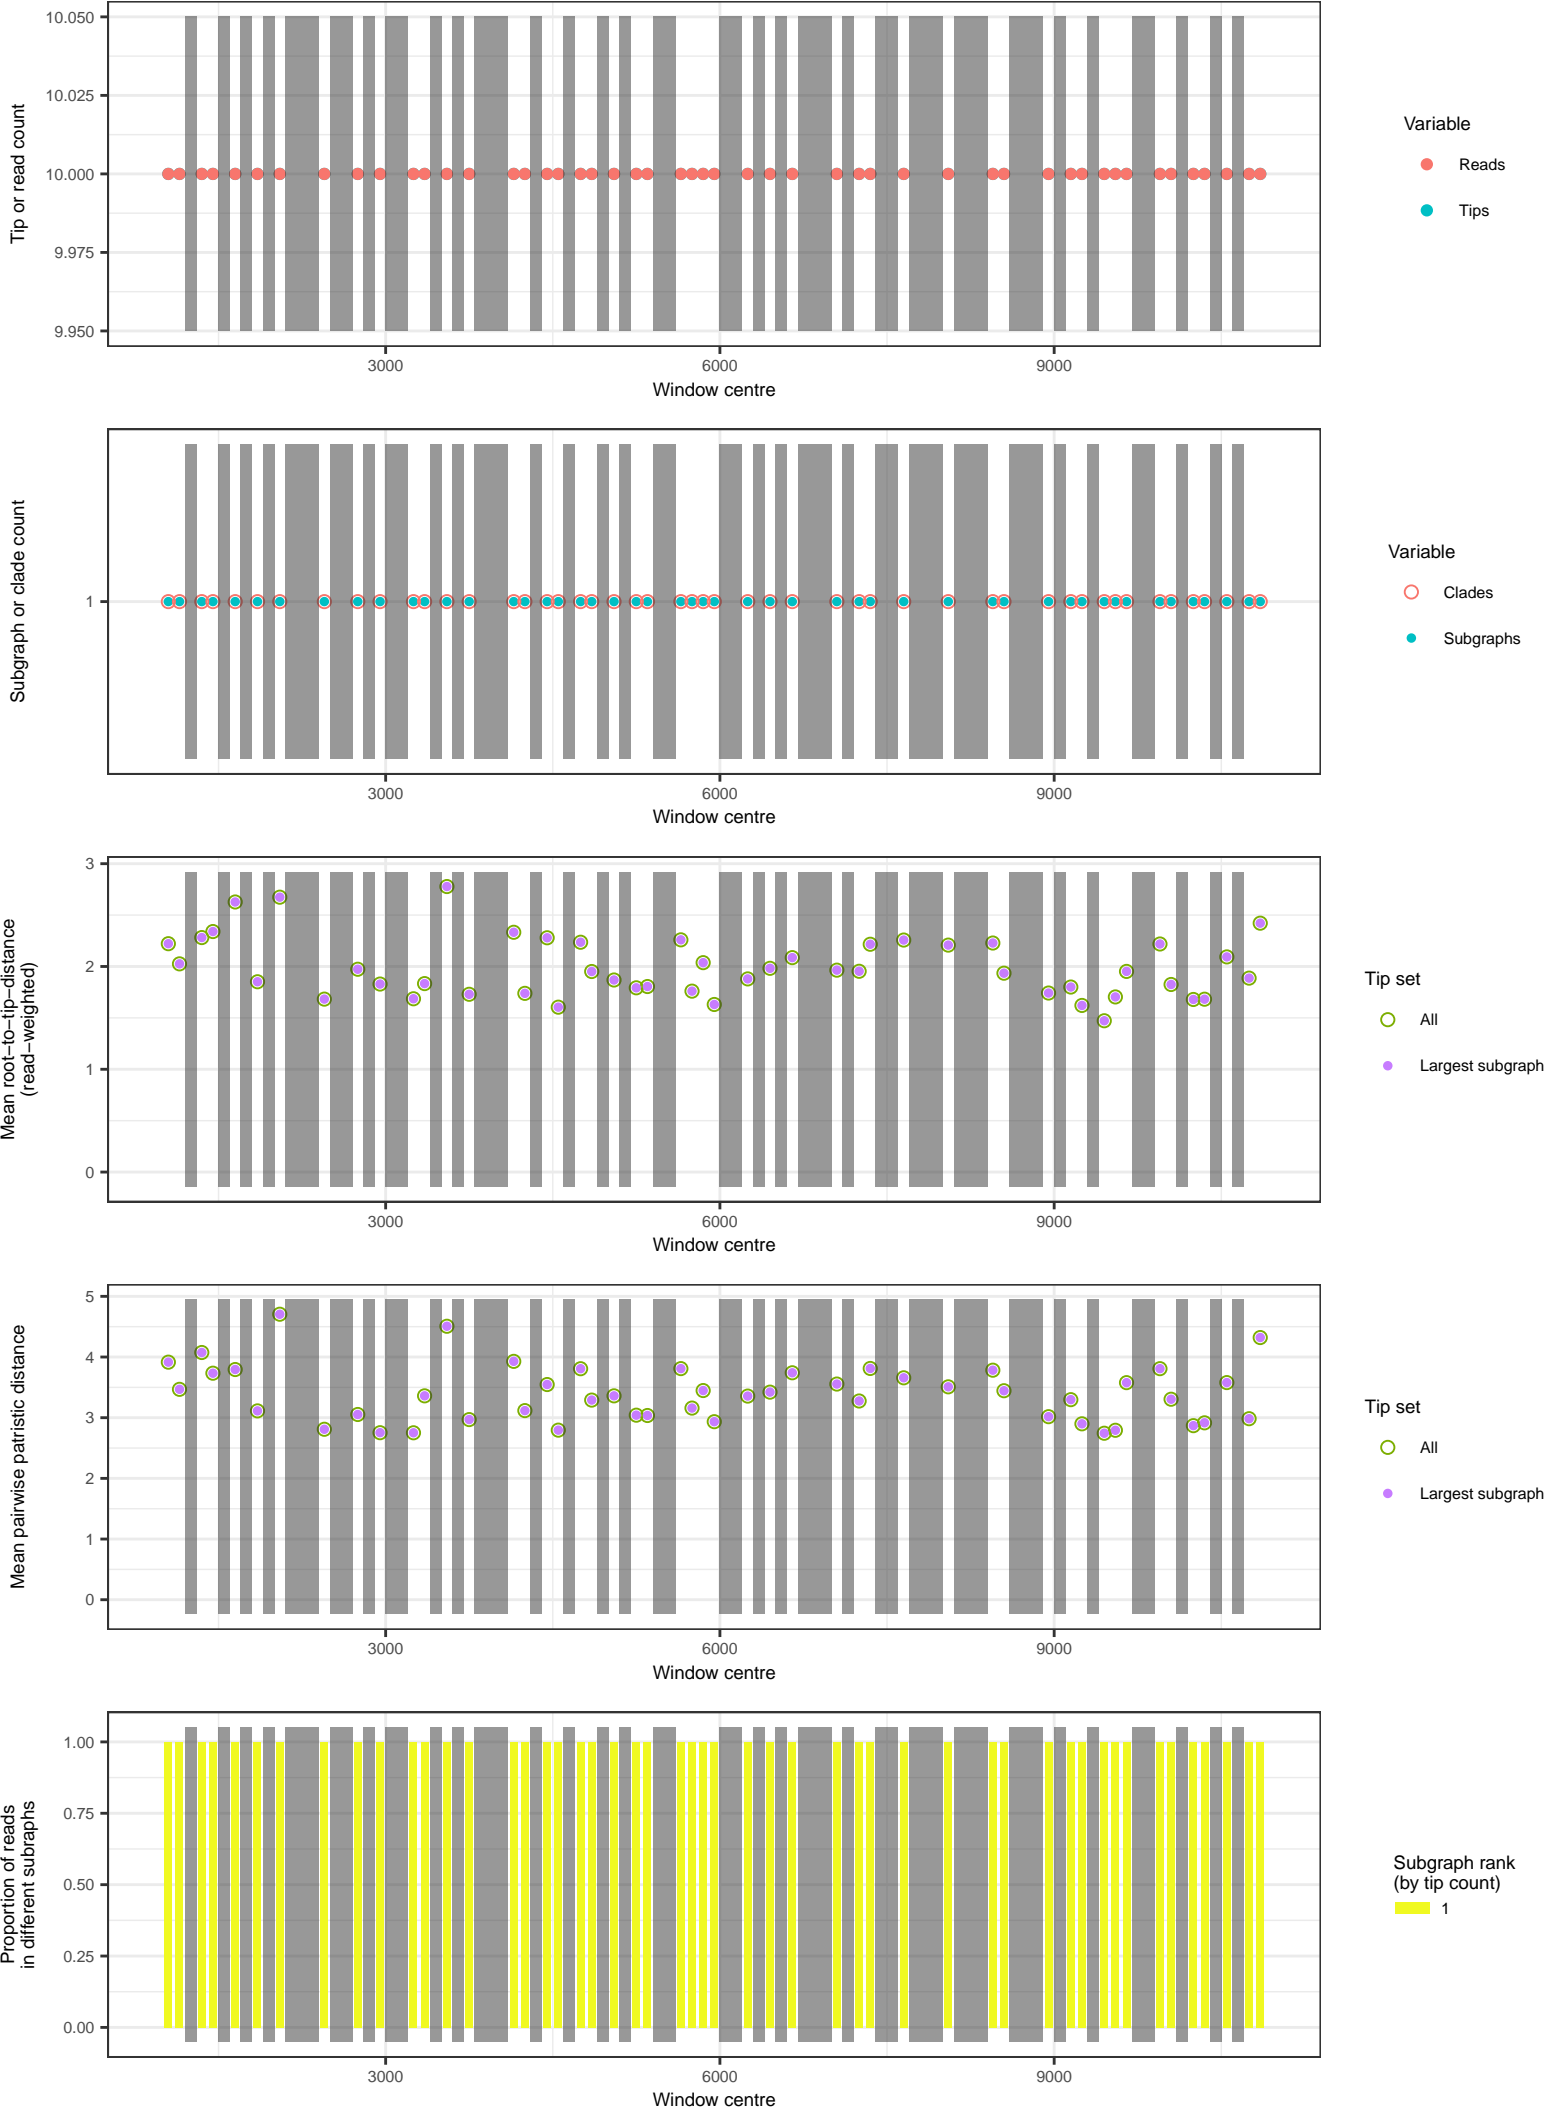 10.050
10.025
10.000
9.975
9.950
Tip or read count
3000
6000
9000
Window centre
Variable
Reads
Tips
Subgraph or clade count
1
3000
6000
9000
Window centre
Variable
Clades
Subgraphs
Mean root−to−tip−distance
(read−weighted)
3
2
1
0
3000
6000
9000
Window centre
Tip set
All
Largest subgraph
Mean pairwise patristic distance
5
4
3
2
1
0
3000
6000
9000
Window centre
Tip set
All
Largest subgraph
Proportion of reads
in different subraphs
1.00
0.75
0.50
0.25
0.00
3000
6000
9000
Window centre
Subgraph rank
(by tip count)
1